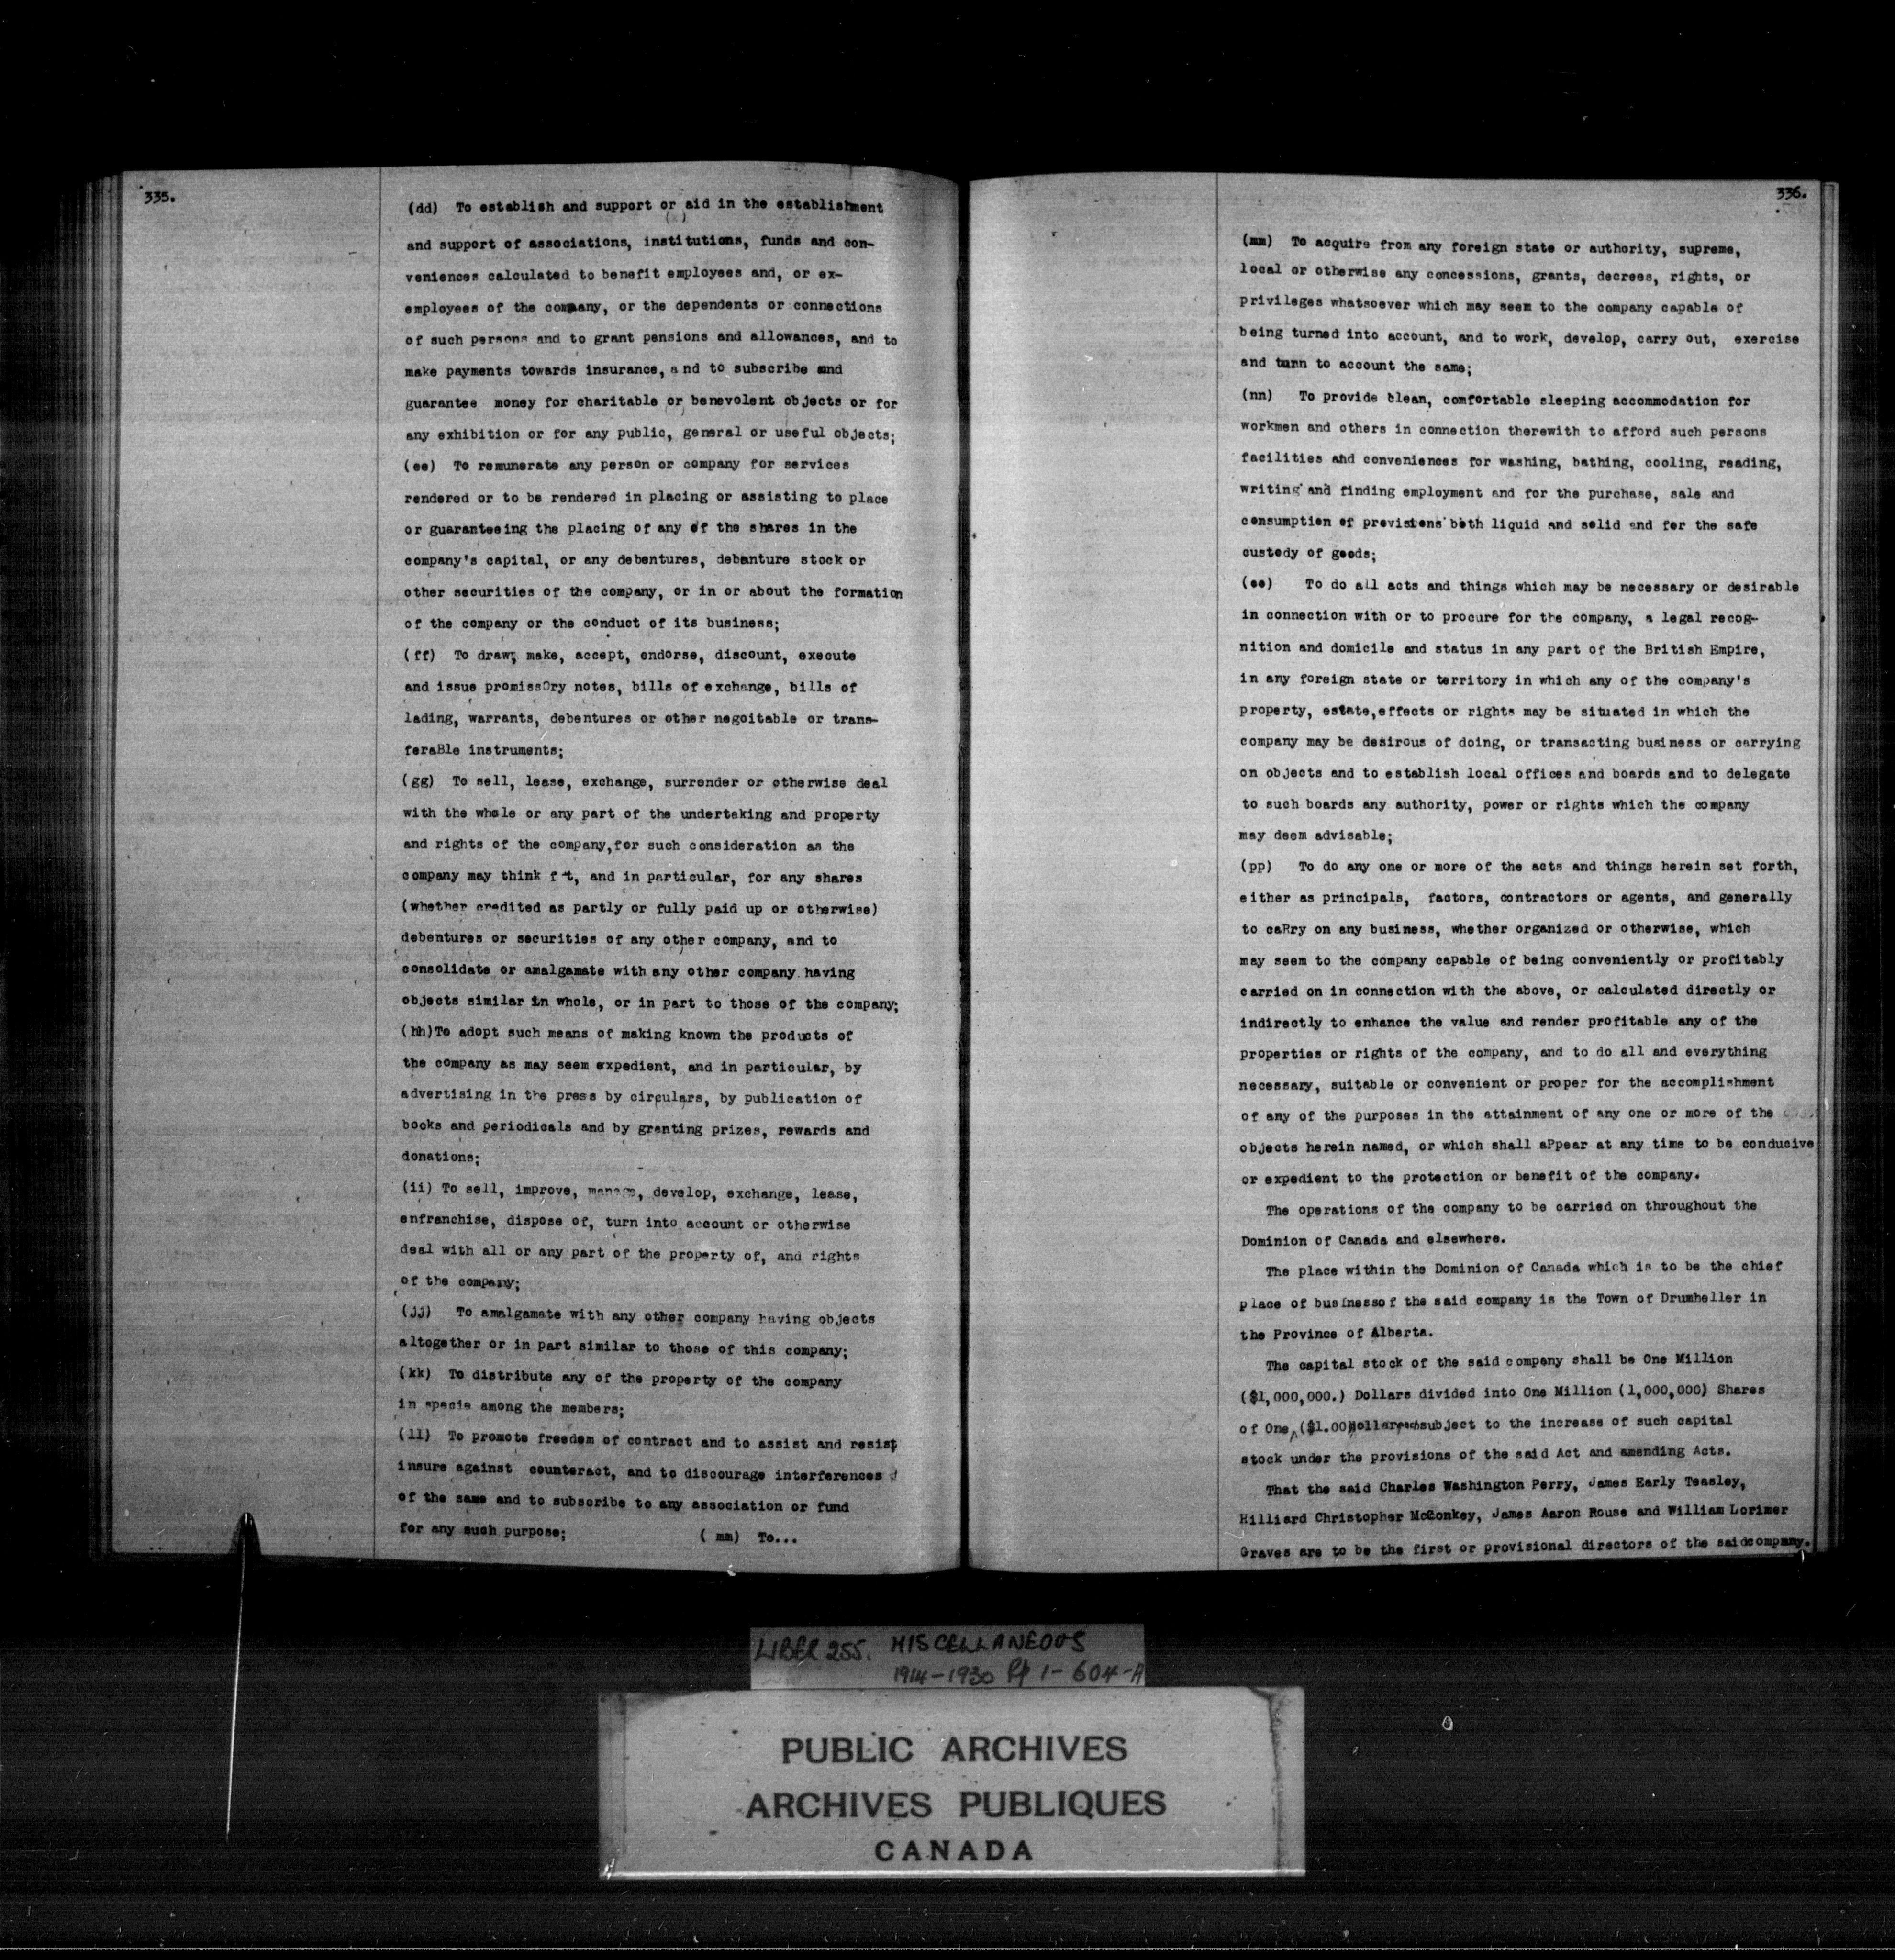 335.
(dd) To establish and support or aid in the establishment
and support of associations, institutions, funds and con-
veniences calculated to benefit employees and, or ex-
employees of the company, or the dependents or connections
of such persons and to grant pensions and allowances, and to
make payments towards insurance, and to subscribe and
guarantee money for charitable or benevolent objects or for
any exhibition or for any public, general or useful objects;
(ee) To remunerate any person or company for services
rendered or to be rendered in placing or assisting to place
or guaranteeing the placing of any of the shares in the
company's capital, or any debentures, debanture stock or
other securities of the company, or in or about the formation
of the company or the conduct of its business;
(ff) To draw, make, accept, endorse, discount, execute
and issue promissOry notes, bills of exchange, bills of
lading, warrants, debentures or other negoitable or trans-
feraBle instruments;
(gg) To sell, lease, exchange, surrender or otherwise deal
with the whole or any part of the undertaking and property
and rights of the company,for such consideration as the
company may think fit, and in particular, for any shares
(whether credited as partly or fully paid up or otherwise)
debentures or securities of any other company, and to
consolidate or amalgamate with any other company having
objects similar in whole, or in part to those of the company;
(hh)To adopt such means of making known the products of
the company as may seem expedient, and in particular, by
advertising in the press by circulars, by publication of
books and periodicals and by granting prizes, rewards and
donations;
(ii) To sell, improve, manage, develop, exchange, lease,
enfranchise, dispose of, turn into account or otherwise
deal with all or any part of the property of, and rights
of the company;
(jj) To amalgamate with any other company having objects
altogether or in part similar to those of this company;
(kk) To distribute any of the property of the company
in specie among the members;
(ll) To promote freedom of contract and to assist and resist
insure against counteract, and to discourage interferences
of the same and to subscribe to any association or fund
for any such purpose; (mm) To...
336.
(mm) To acquire from any foreign state or authority, supreme,
local or otherwise any concessions, grants, decrees, rights, or
privileges whatsoever which may seem to the company capable of
being turned into account, and to work, develop, carry out, exercise
and turn to account the same;
(nn) To provide clean, comfortable sleeping accommodation for
workmen and others in connection therewith to afford such persons
facilities and conveniences for washing, bathing, cooling, reading,
writing and finding employment and for the purchase, sale and
consumption of provisions both liquid and solid and for the safe
custody of goods;
(oo) To do all acts and things which may be necessary or desirable
in connection with or to procure for the company, a legal recog-
nition and domicile and status in any part of the British Empire,
in any foreign state or territory in which any of the company's
property, estate,effects or rights may be situated in which the
company may be desirous of doing, or transacting business or carrying
on objects and to establish local offices and boards and to delegate
to such boards any authority, power or rights which the company
may deem advisable;
(pp) To do any one or more of the acts and things herein set forth,
either as principals, factors, contractors or agents, and generally
to caRry on any business, whether organized or otherwise, which
may seem to the company capable of being conveniently or profitably
carried on in connection with the above, or calculated directly or
indirectly to enhance the value and render profitable any of the
properties or rights of the company, and to do all and everything
necessary, suitable or convenient or proper for the accomplishment
of any of the purposes in the attainment of any one or more of the
objects herein named, or which shall aPpear at any time to be conducive
or expedient to the protection or benefit of the company.
The operations of the company to be carried on throughout the
Dominion of Canada and elsewhere.
The place within the Dominion of Canada which is to be the chief
place of businessof the said company is the Town of Drumheller in
the Province of Alberta.
The capital stock of the said company shall be One Million
($1,000,000.) Dollars divided into One Million (1,000,000) Shares
of One ($1.00) Dollar each subject to the increase of such capital
stock under the provisions of the said Act and amending Acts.
That the said Charles Washington Perry, James Early Teasley,
Hilliard Christopher McConkey, James Aaron Rouse and William Lorimer
Graves are to be the first or provisional directors of the saidcompany.
LIBER 255. MISCELLANEOUS
1914-1930 Pp 1-604-A
PUBLIC ARCHIVES
ARCHIVES PUBLIQUES
CANADA